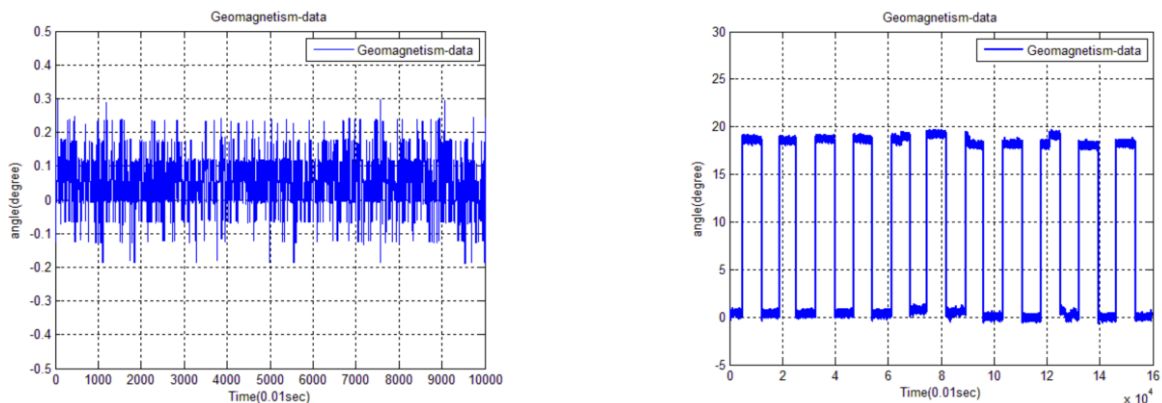 Geomagnetism-data
0.5
Geomagnetism-data
0.4
0.3
0.2
0.1
0
-0.1
-0.2
-0.3
-0.4
-0.5
angle(degree)
0 1000 2000 3000 4000 5000 6000 7000 8000 9000 10000
Time(0.01sec)
Geomagnetism-data
30
Geomagnetism-data
25
20
15
10
5
0
-5
angle(degree)
0 2 4 6 8 10 12 14 16
Time(0.01sec)
x 10^4